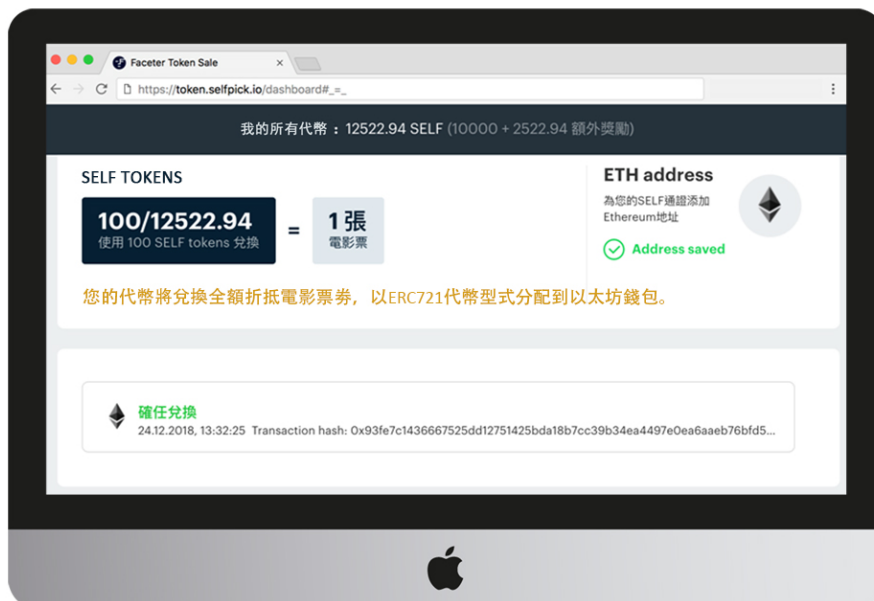 Faceter Token Sale
https://token.selfpick.io/dashboard#_=_
我的所有代幣 : 12522.94 SELF (10000 + 2522.94 額外獎勵)
SELF TOKENS
100/12522.94
使用 100 SELF tokens 兌換
=
1 張
電影票
ETH address
為您的SELF通證添加
Ethereum地址
Address saved
您的代幣將兌換全額折抵電影票券，以ERC721代幣型式分配到以太坊錢包。
確任兌換
24.12.2018, 13:32:25 Transaction hash: 0x93fe7c1436667525dd12751425bda18b7cc39b34ea4497e0ea6aaeb76bfd5...